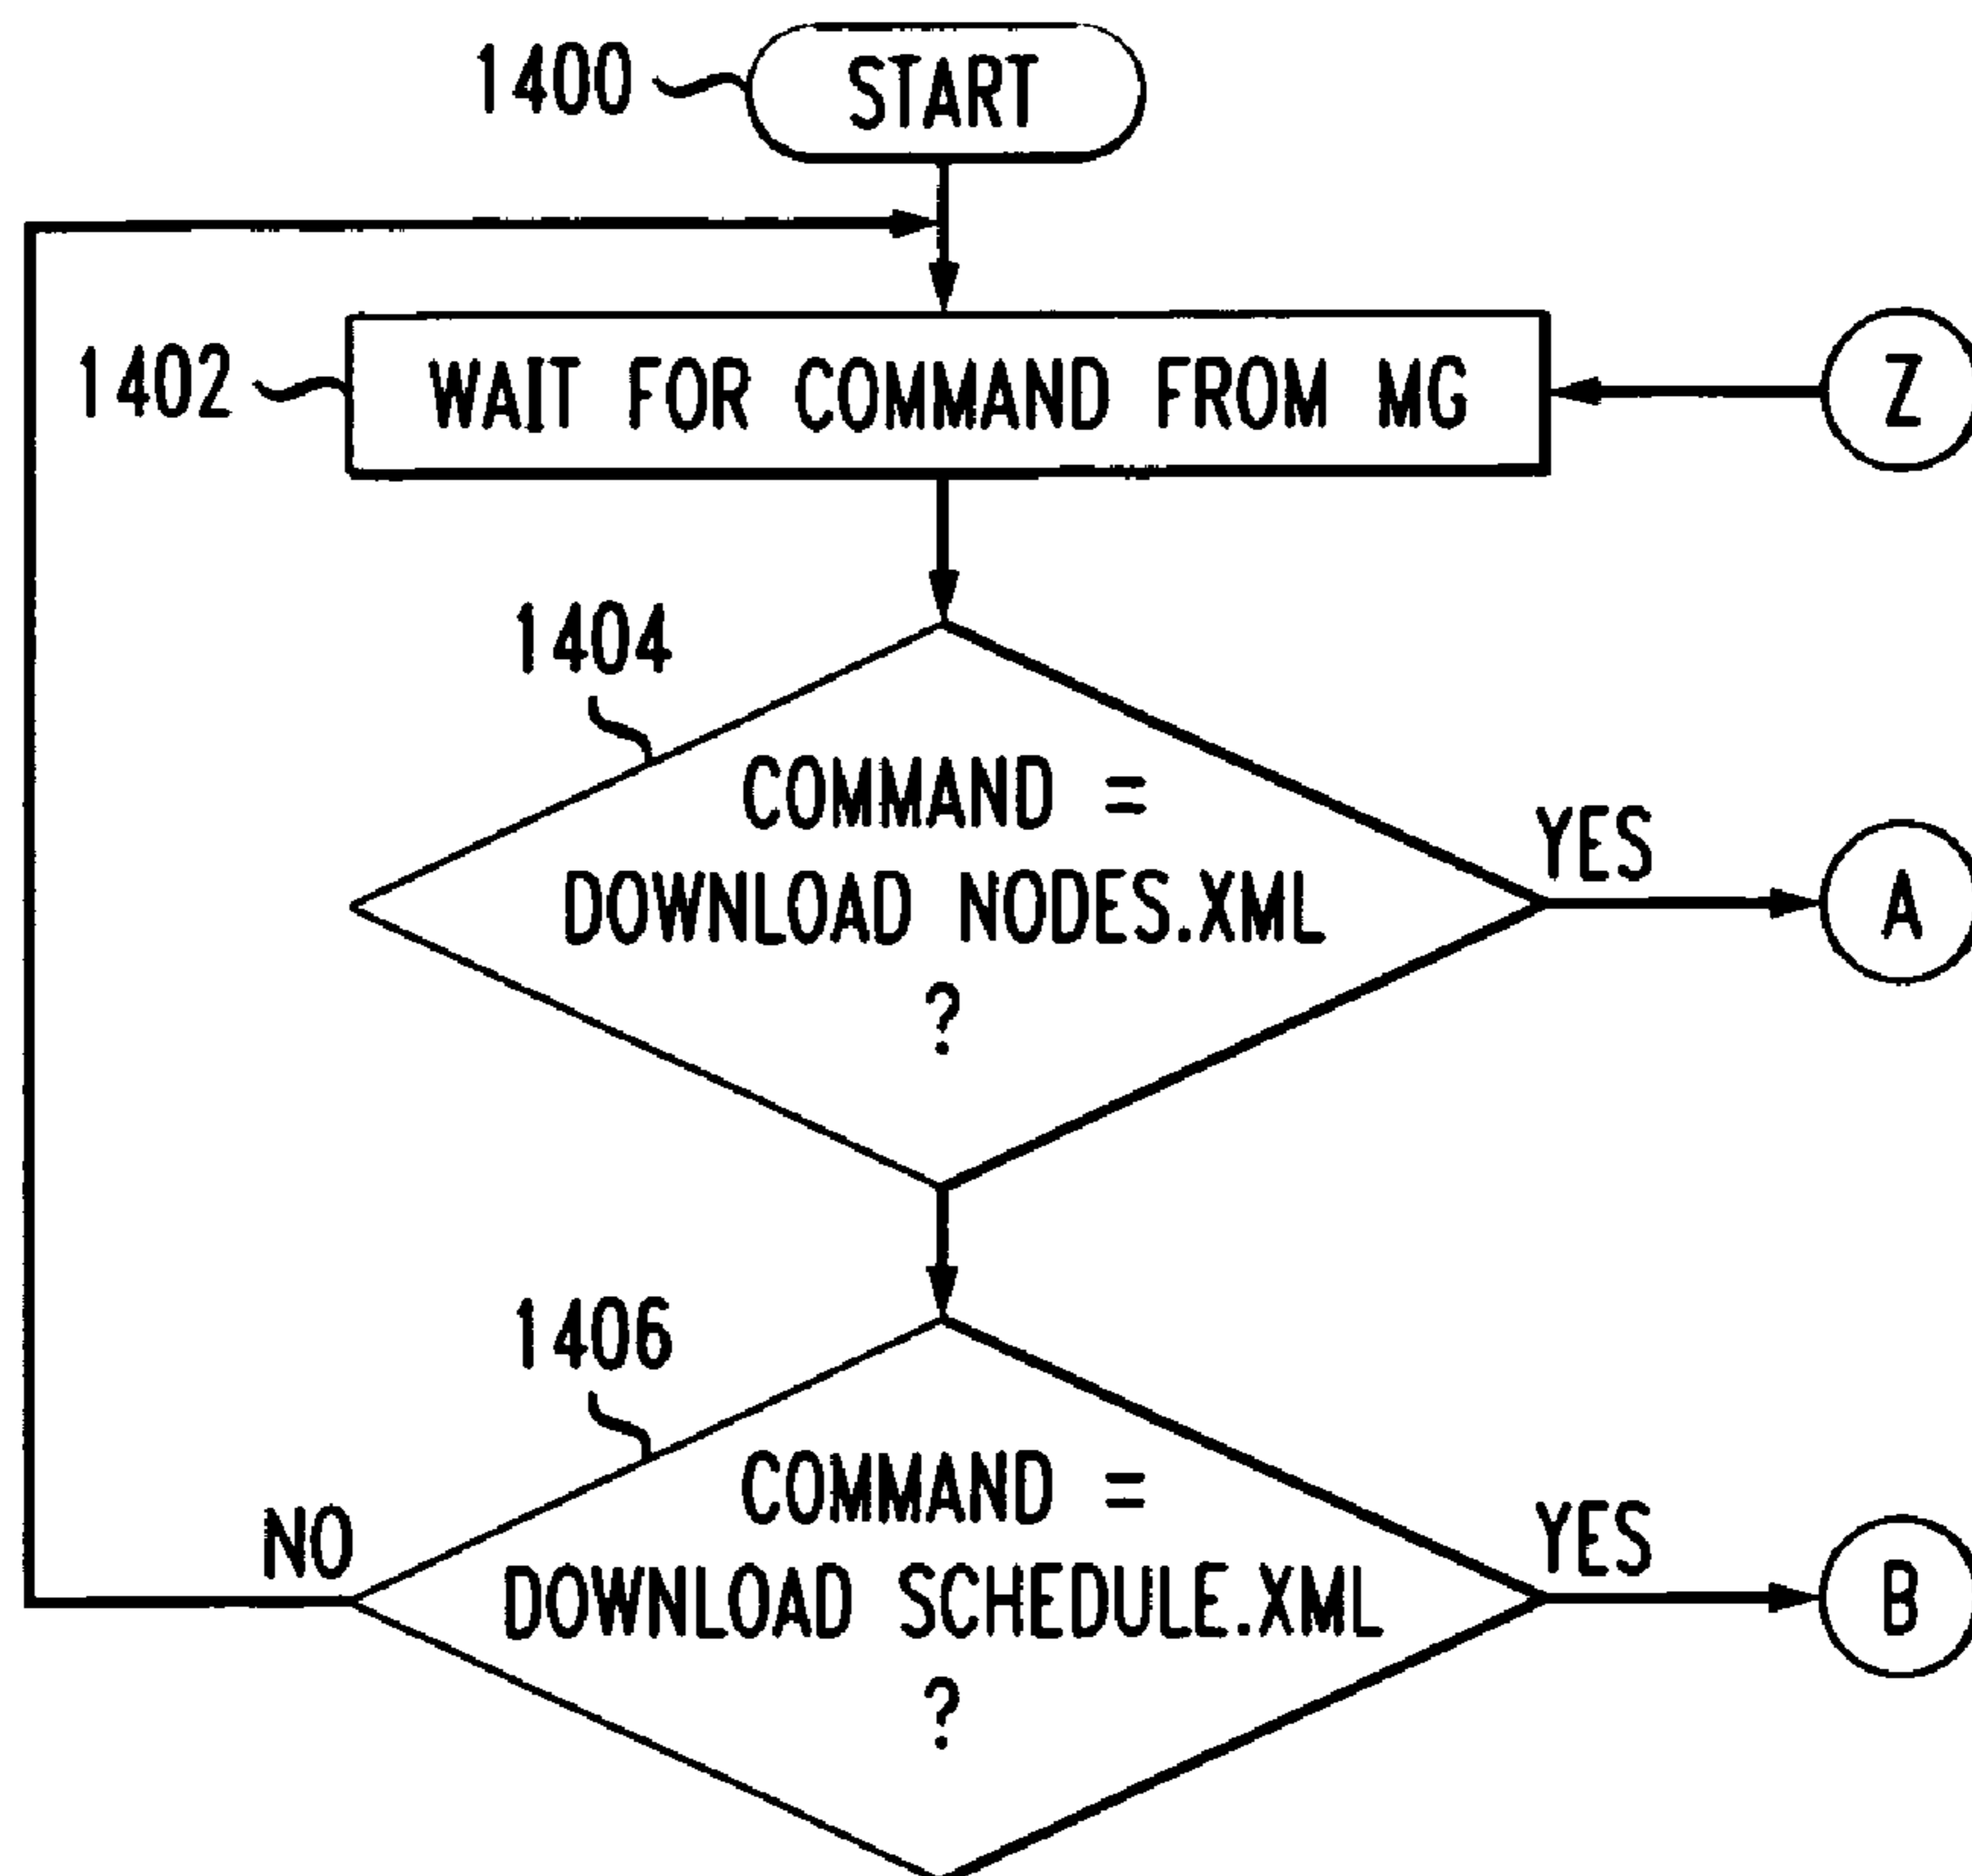 1400
START
1402
WAIT FOR COMMAND FROM MG
Z
1404
COMMAND =
DOWNLOAD NODES.XML
?
YES
A
1406
COMMAND =
DOWNLOAD SCHEDULE.XML
?
NO
YES
B